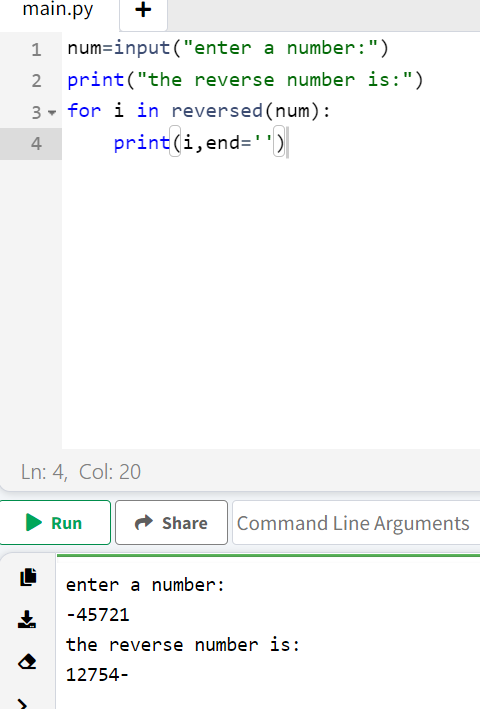 main.py +
1 num=input("enter a number:")
2 print("the reverse number is:")
3 for i in reversed(num):
4     print(i,end='')
Ln: 4, Col: 20
Run Share Command Line Arguments
enter a number:
-45721
the reverse number is:
12754-